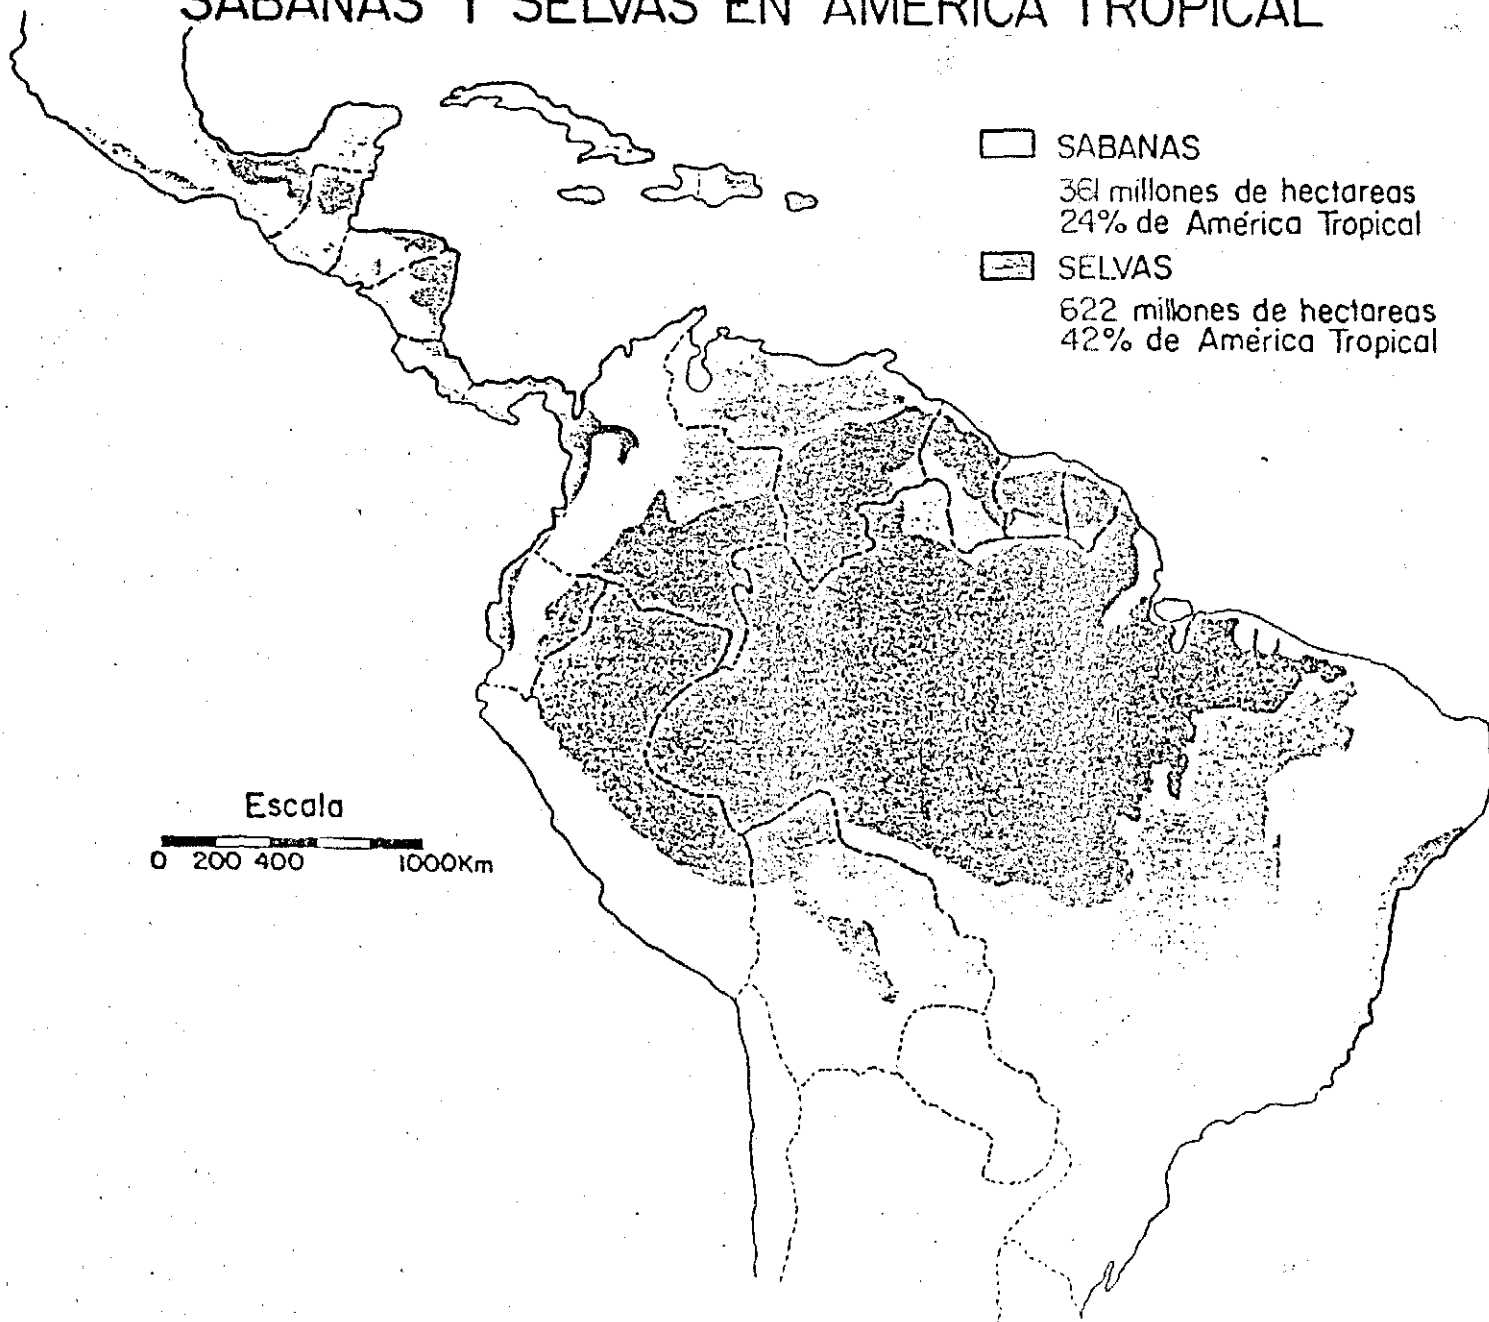 SABANAS Y SELVAS EN AMERICA TROPICAL
SABANAS
361 millones de hectareas
24% de América Tropical
SELVAS
622 millones de hectareas
42% de América Tropical
Escala
0 200 400 1000Km